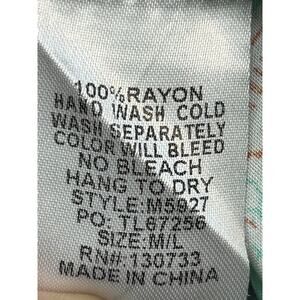 100% RAYON
HAND WASH COLD
WASH SEPARATELY
COLOR WILL BLEED
NO BLEACH
HANG TO DRY
STYLE: M5927
PO: TL67256
SIZE: M/L
RN#: 130733
MADE IN CHINA